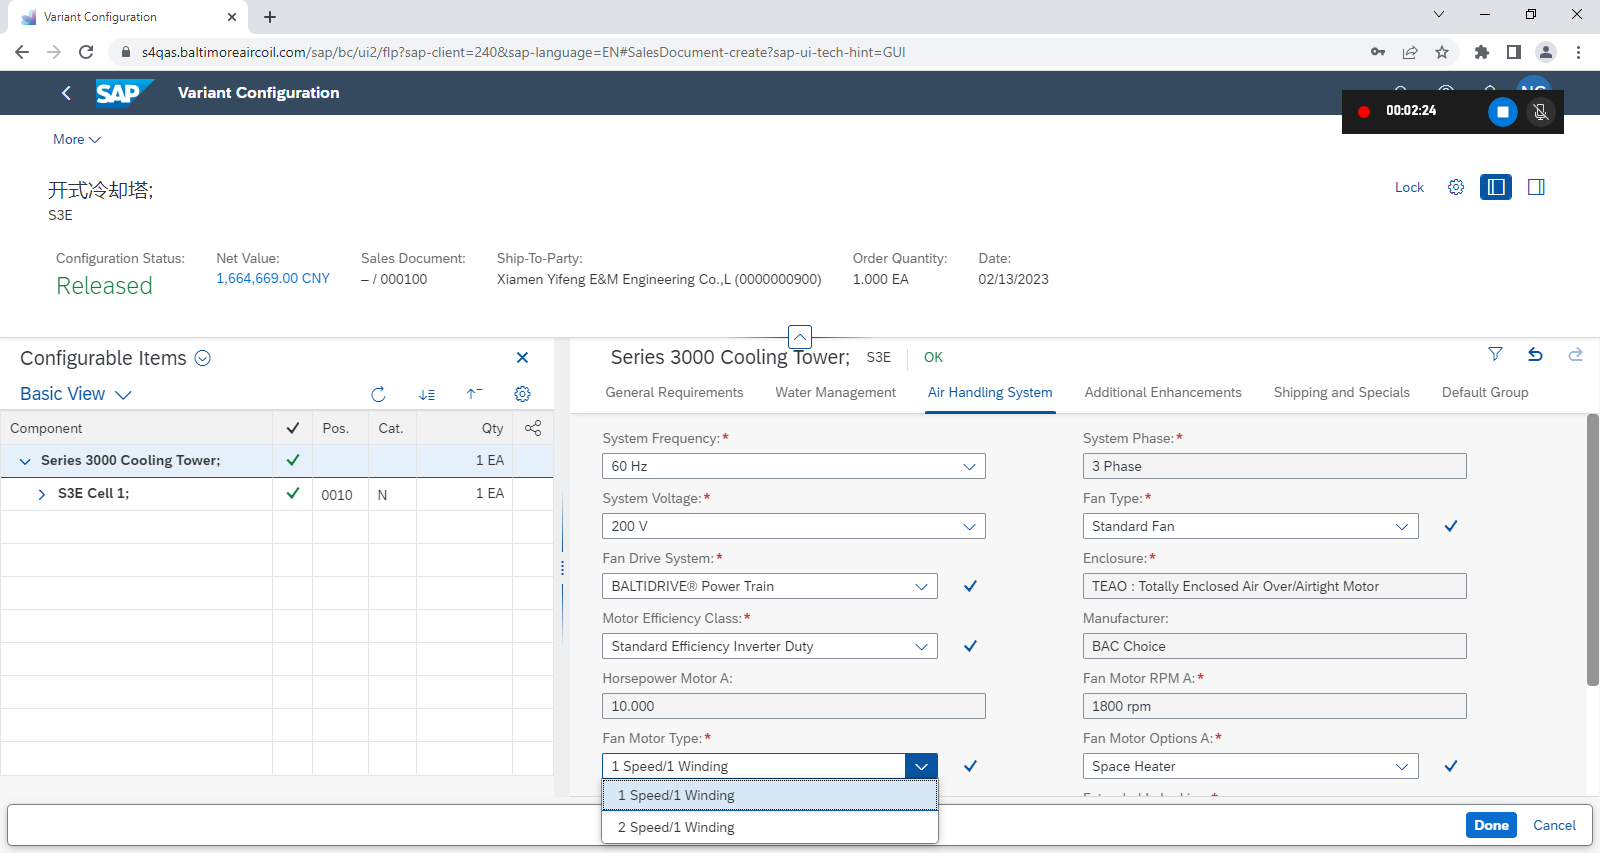 Variant Configuration
s4qas.baltimoreaircoil.com/sap/bc/ui2/flp?sap-client=240&sap-language=EN#SalesDocument-create?sap-ui-tech-hint=GUI
SAP
Variant Configuration
00:02:24
More
开式冷却塔;
S3E
Lock
Configuration Status:
Released
Net Value:
1,664,669.00 CNY
Sales Document:
– / 000100
Ship-To-Party:
Xiamen Yifeng E&M Engineering Co.,L (0000000900)
Order Quantity:
1.000 EA
Date:
02/13/2023
Configurable Items
Basic View
Component Pos. Cat. Qty
Series 3000 Cooling Tower; 1 EA
S3E Cell 1; 0010 N 1 EA
Series 3000 Cooling Tower; S3E OK
General Requirements Water Management Air Handling System Additional Enhancements Shipping and Specials Default Group
System Frequency:*
60 Hz
System Phase:*
3 Phase
System Voltage:*
200 V
Fan Type:*
Standard Fan
Fan Drive System:*
BALTIDRIVE® Power Train
Enclosure:*
TEAO : Totally Enclosed Air Over/Airtight Motor
Motor Efficiency Class:*
Standard Efficiency Inverter Duty
Manufacturer:
BAC Choice
Horsepower Motor A:
10.000
Fan Motor RPM A:*
1800 rpm
Fan Motor Type:*
1 Speed/1 Winding
Fan Motor Options A:*
Space Heater
1 Speed/1 Winding
2 Speed/1 Winding
Done Cancel